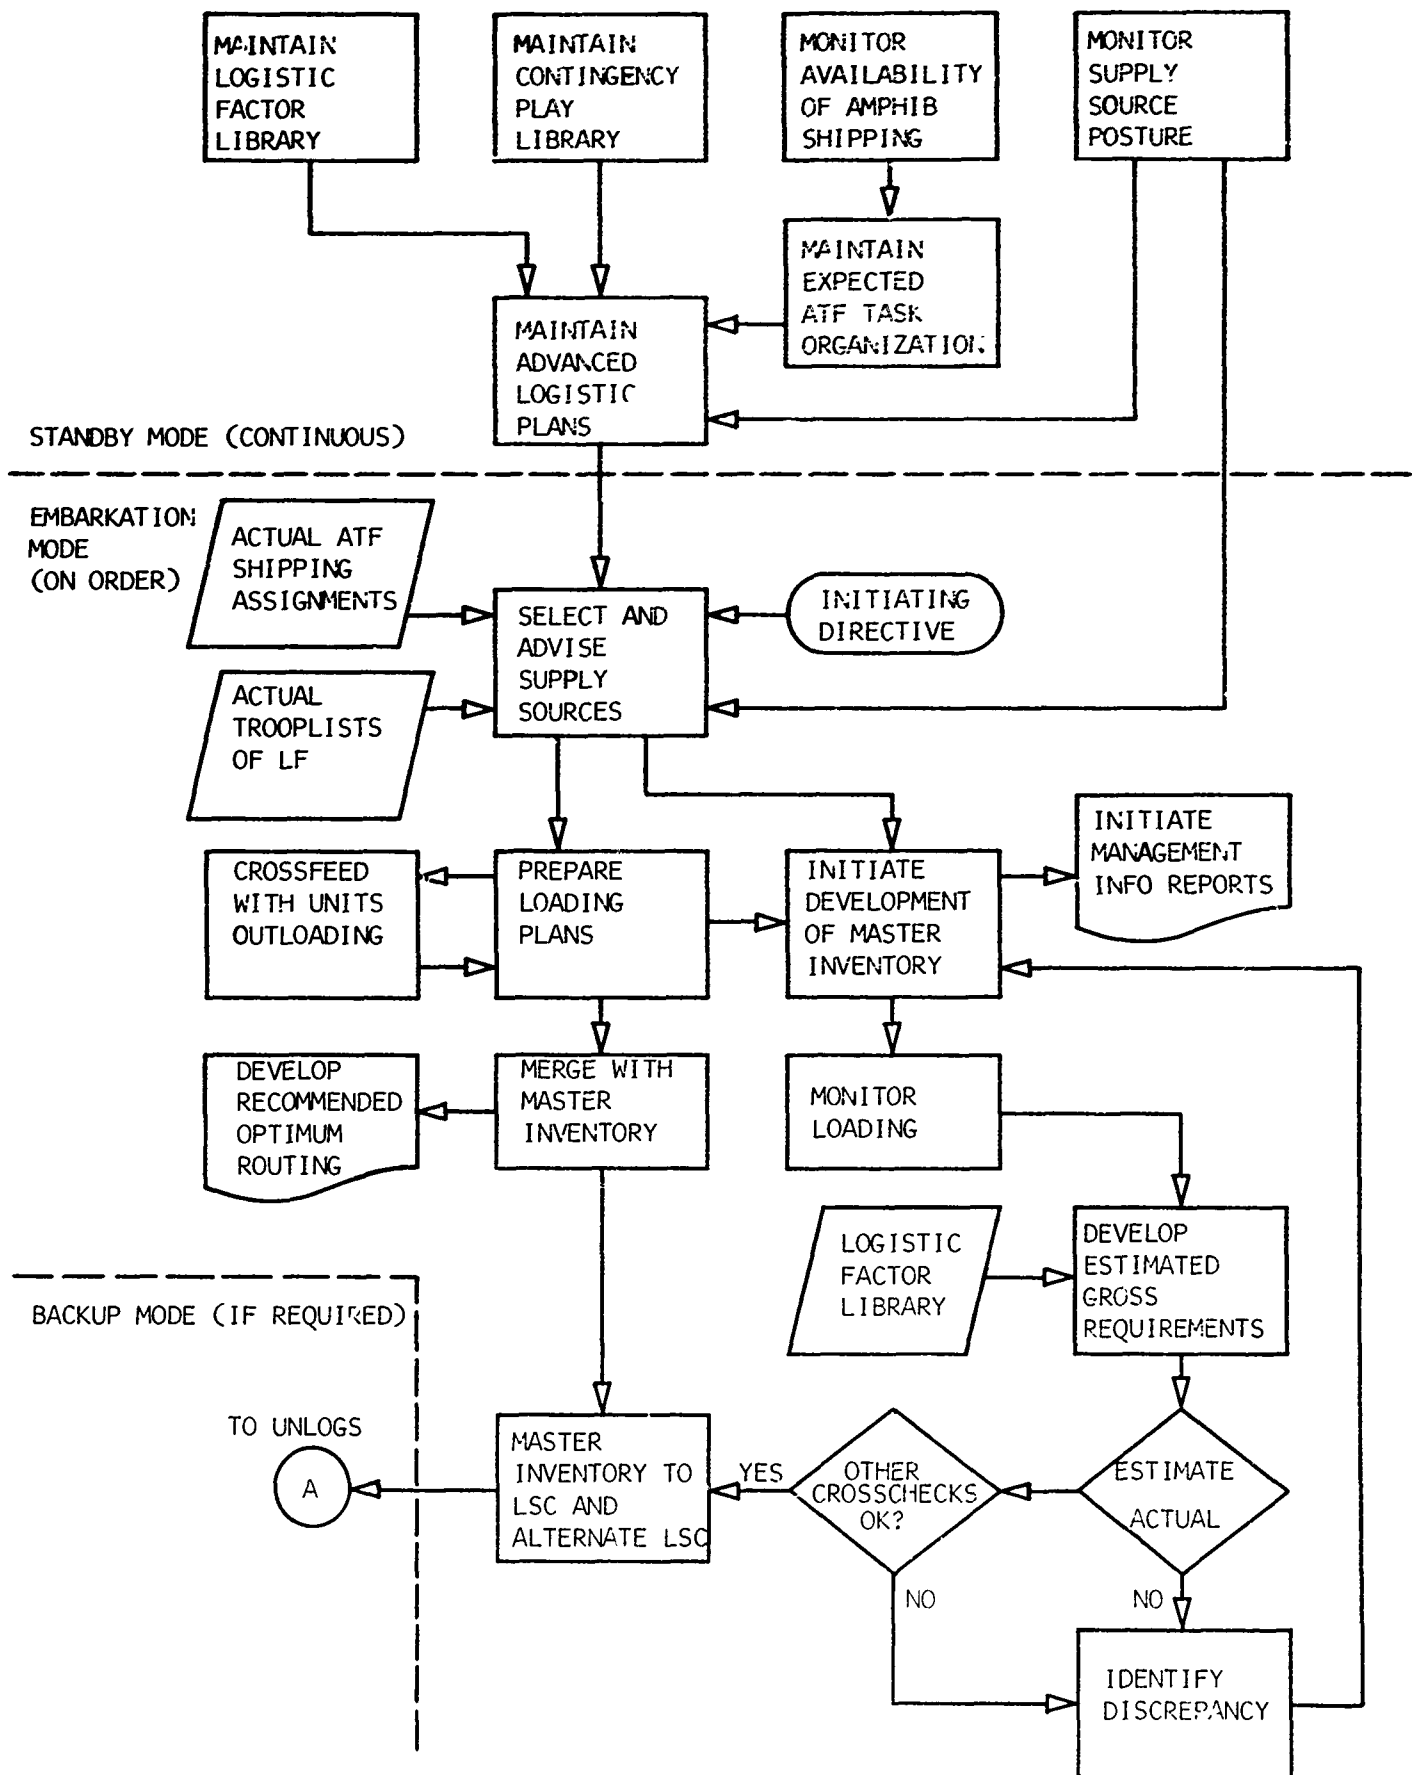 MAINTAIN
LOGISTIC
FACTOR
LIBRARY
MAINTAIN
CONTINGENCY
PLAY
LIBRARY
MONITOR
AVAILABILITY
OF AMPHIB
SHIPPING
MONITOR
SUPPLY
SOURCE
POSTURE
MAINTAIN
EXPECTED
ATF TASK
ORGANIZATION
MAINTAIN
ADVANCED
LOGISTIC
PLANS
STANDBY MODE (CONTINUOUS)
EMBARKATION
MODE
(ON ORDER)
ACTUAL ATF
SHIPPING
ASSIGNMENTS
SELECT AND
ADVISE
SUPPLY
SOURCES
INITIATING
DIRECTIVE
ACTUAL
TROOPLISTS
OF LF
CROSSFEED
WITH UNITS
OUTLOADING
PREPARE
LOADING
PLANS
INITIATE
DEVELOPMENT
OF MASTER
INVENTORY
INITIATE
MANAGEMENT
INFO REPORTS
DEVELOP
RECOMMENDED
OPTIMUM
ROUTING
MERGE WITH
MASTER
INVENTORY
MONITOR
LOADING
LOGISTIC
FACTOR
LIBRARY
DEVELOP
ESTIMATED
GROSS
REQUIREMENTS
BACKUP MODE (IF REQUIRED)
TO UNLOGS
A
MASTER
INVENTORY TO
LSC AND
ALTERNATE LSC
YES
OTHER
CROSSCHECKS
OK?
ESTIMATE
ACTUAL
NO
NO
IDENTIFY
DISCREPANCY